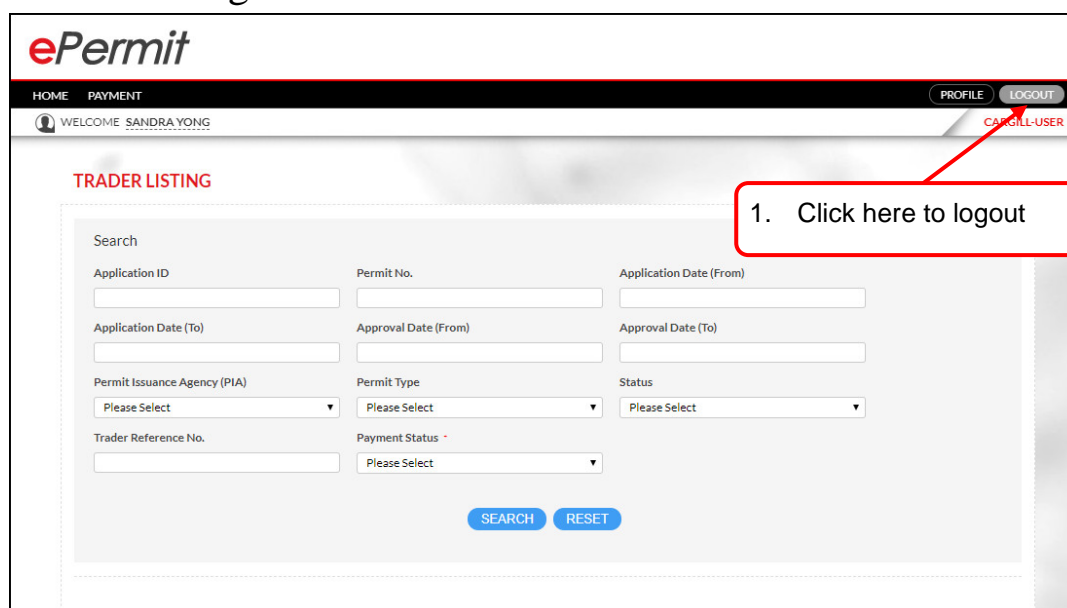 ePermit
HOME PAYMENT PROFILE LOGOUT
WELCOME SANDRA YONG CARGILL-USER
TRADER LISTING
1. Click here to logout
Search
Application ID Permit No. Application Date (From)
Application Date (To) Approval Date (From) Approval Date (To)
Permit Issuance Agency (PIA) Permit Type Status
Please Select Please Select Please Select
Trader Reference No. Payment Status *
Please Select
SEARCH RESET